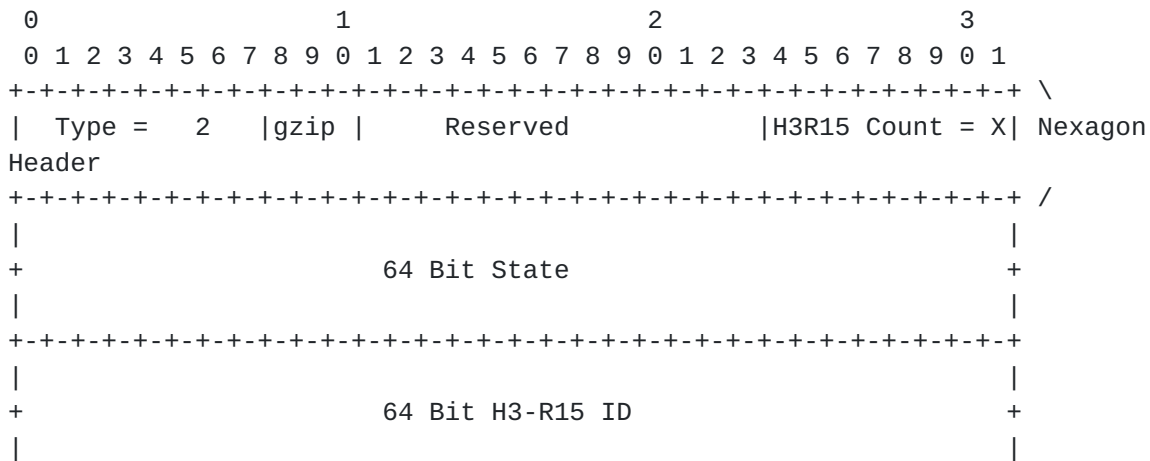 0                   1                   2                   3
 0 1 2 3 4 5 6 7 8 9 0 1 2 3 4 5 6 7 8 9 0 1 2 3 4 5 6 7 8 9 0 1
+-+-+-+-+-+-+-+-+-+-+-+-+-+-+-+-+-+-+-+-+-+-+-+-+-+-+-+-+-+-+-+-+ \
|  Type =   2   |gzip |     Reserved            |H3R15 Count = X| Nexagon
Header
+-+-+-+-+-+-+-+-+-+-+-+-+-+-+-+-+-+-+-+-+-+-+-+-+-+-+-+-+-+-+-+-+ /
|                                                               |
+                       64 Bit State                            +
|                                                               |
+-+-+-+-+-+-+-+-+-+-+-+-+-+-+-+-+-+-+-+-+-+-+-+-+-+-+-+-+-+-+-+-+
|                                                               |
+                       64 Bit H3-R15 ID                        +
|                                                               |